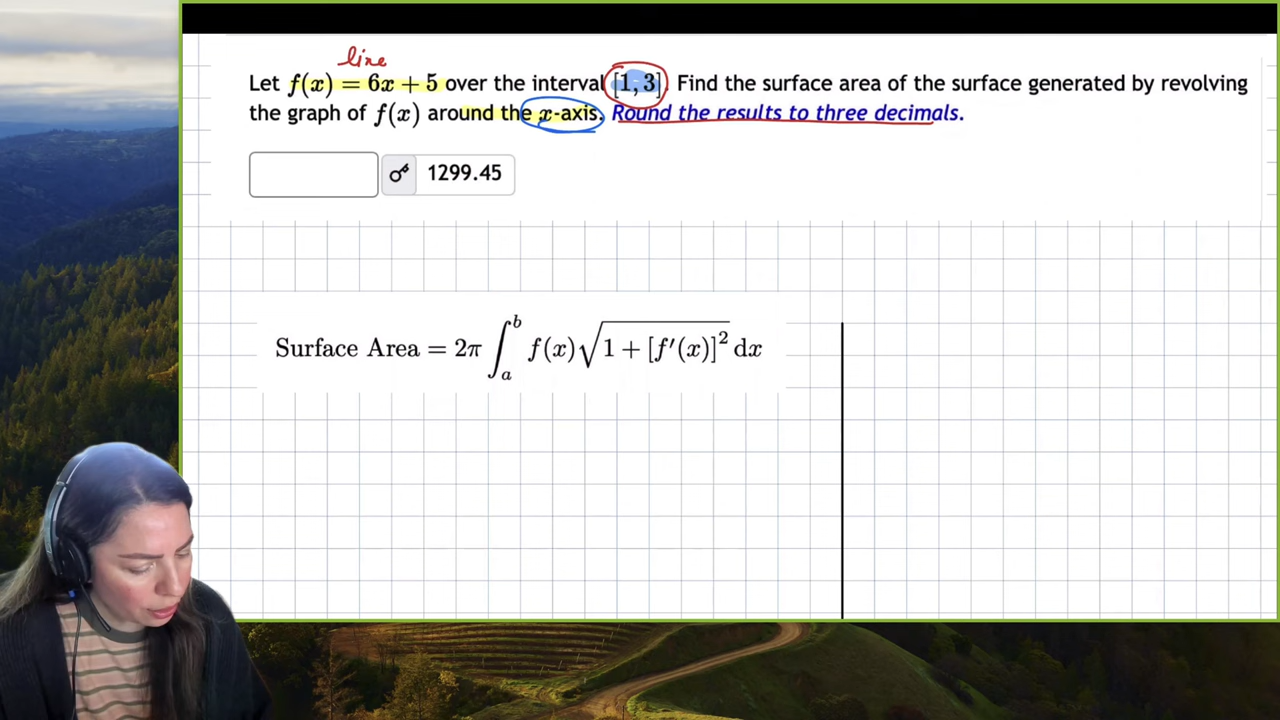 line
Let f(x) = 6x + 5 over the interval [1, 3]. Find the surface area of the surface generated by revolving
the graph of f(x) around the x-axis. Round the results to three decimals.
1299.45
Surface Area = 2π ∫_a^b f(x)√(1 + [f′(x)]²) dx